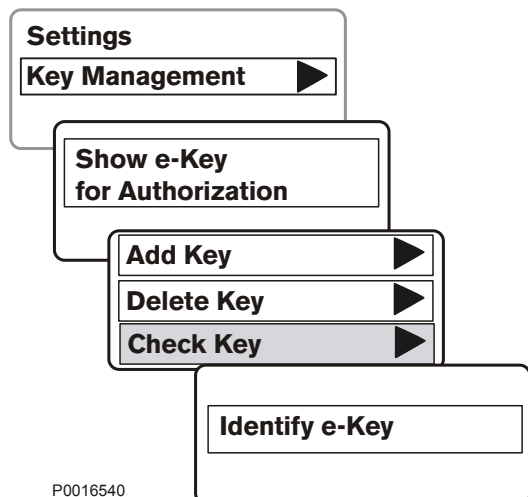 Settings
Key Management
Show e-Key
for Authorization
Add Key
Delete Key
Check Key
Identify e-Key
P0016540